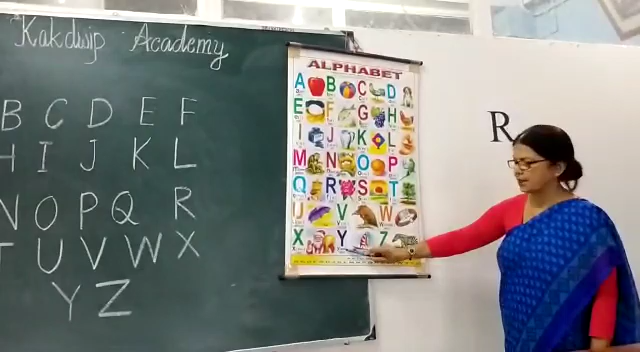 Kakdwip Academy
B C D E F
H I J K L
N O P Q R
T U V W X
Y Z
ALPHABET
A B C D
E F G H
I J K L
M N O P
Q R S T
U V W
X Y Z
R